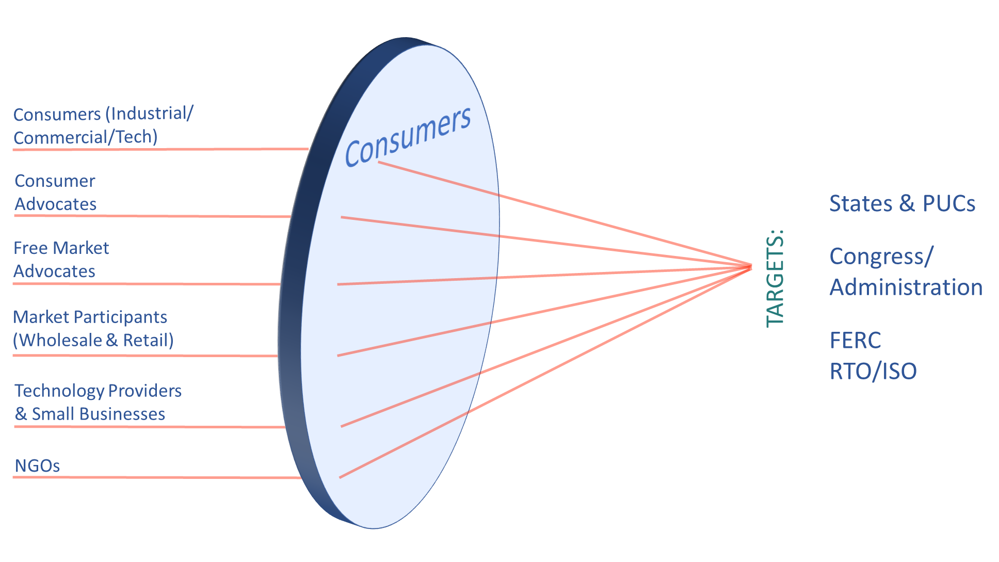 Consumers (Industrial/
Commercial/Tech)
Consumer
Advocates
Free Market
Advocates
Market Participants
(Wholesale & Retail)
Technology Providers
& Small Businesses
NGOs
Consumers
TARGETS:
States & PUCs
Congress/
Administration
FERC
RTO/ISO